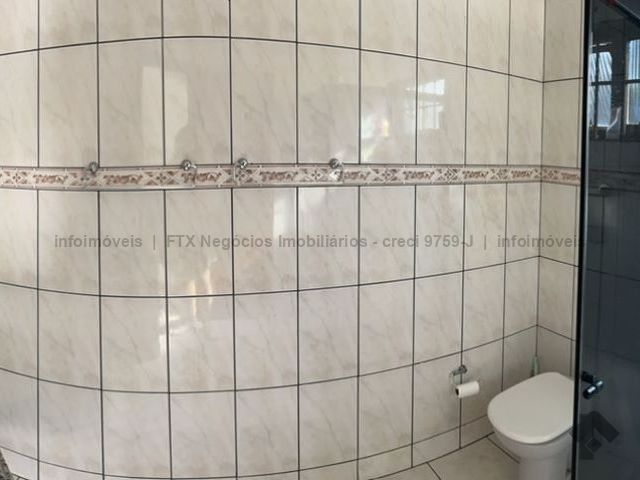 infoimóveis | FTX Negócios Imobiliários - creci 9759-J | infoimóveis